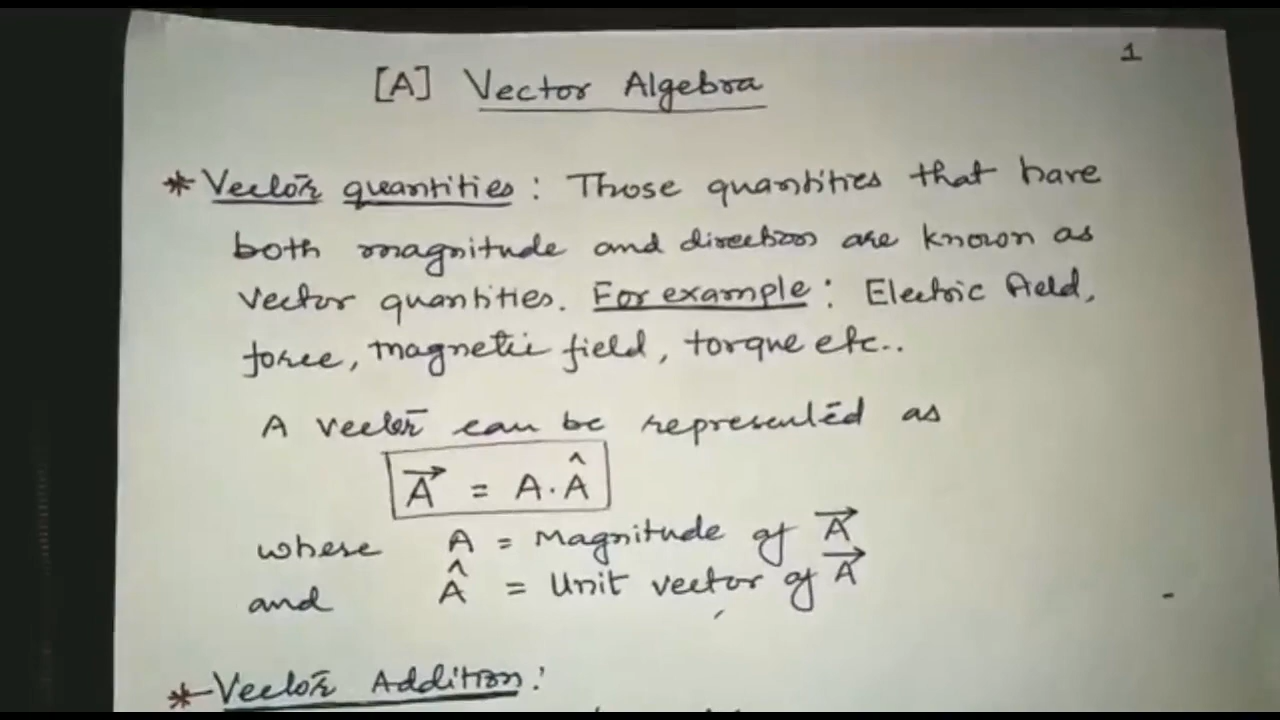 1
[A] Vector Algebra
* Vector quantities: Those quantities that have
both magnitude and direction are known as
vector quantities. For example: Electric field,
force, magnetic field, torque etc..
A vector can be represented as
A⃗ = A.Â
where A = Magnitude of A⃗
and Â = Unit vector of A⃗
* Vector Addition: